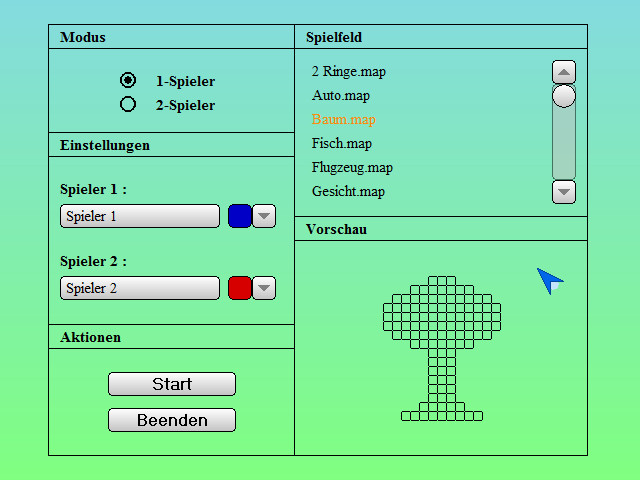 Modus
1-Spieler
2-Spieler
Einstellungen
Spieler 1 :
Spieler 1
Spieler 2 :
Spieler 2
Aktionen
Start
Beenden
Spielfeld
2 Ringe.map
Auto.map
Baum.map
Fisch.map
Flugzeug.map
Gesicht.map
Vorschau